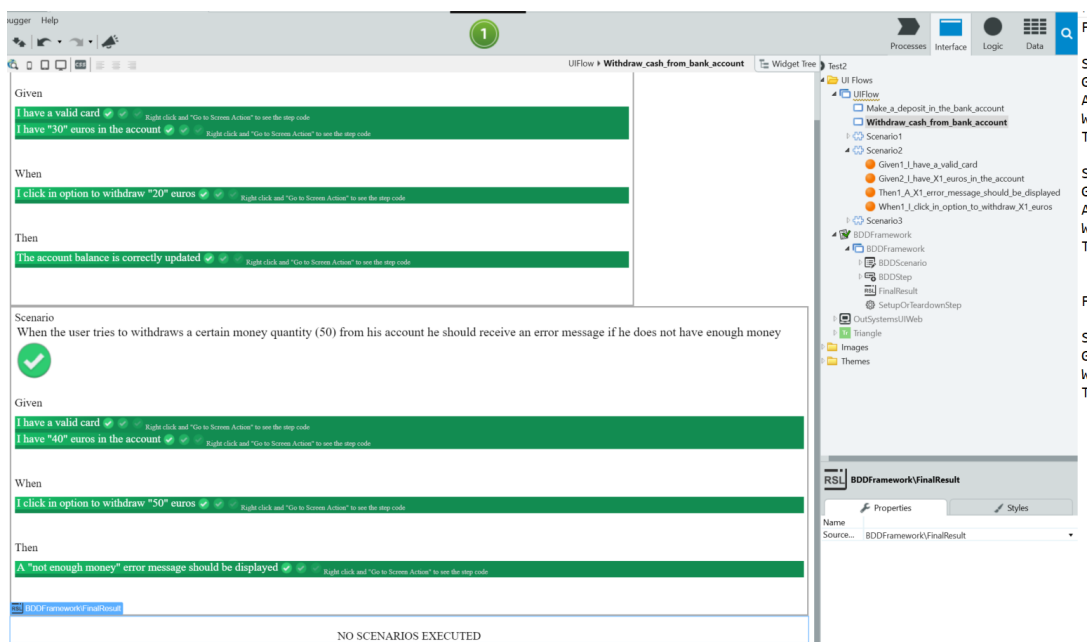 ugger Help
1
Processes Interface Logic Data
UIFlow Withdraw_cash_from_bank_account Widget Tree
Given
I have a valid card Right click and "Go to Screen Action" to see the step code
I have "30" euros in the account Right click and "Go to Screen Action" to see the step code
When
I click in option to withdraw "20" euros Right click and "Go to Screen Action" to see the step code
Then
The account balance is correctly updated Right click and "Go to Screen Action" to see the step code
Scenario
When the user tries to withdraws a certain money quantity (50) from his account he should receive an error message if he does not have enough money
Given
I have a valid card Right click and "Go to Screen Action" to see the step code
I have "40" euros in the account Right click and "Go to Screen Action" to see the step code
When
I click in option to withdraw "50" euros Right click and "Go to Screen Action" to see the step code
Then
A "not enough money" error message should be displayed Right click and "Go to Screen Action" to see the step code
RSL BDDFramework\FinalResult
NO SCENARIOS EXECUTED
Test2
UI Flows
UIFlow
Make_a_deposit_in_the_bank_account
Withdraw_cash_from_bank_account
Scenario1
Scenario2
Given1_I_have_a_valid_card
Given2_I_have_X1_euros_in_the_account
Then1_A_X1_error_message_should_be_displayed
When1_I_click_in_option_to_withdraw_X1_euros
Scenario3
BDDFramework
BDDFramework
BDDScenario
BDDStep
RSL FinalResult
SetupOrTeardownStep
OutSystemsUIWeb
Triangle
Images
Themes
RSL BDDFramework\FinalResult
Properties Styles
Name
Source... BDDFramework\FinalResult